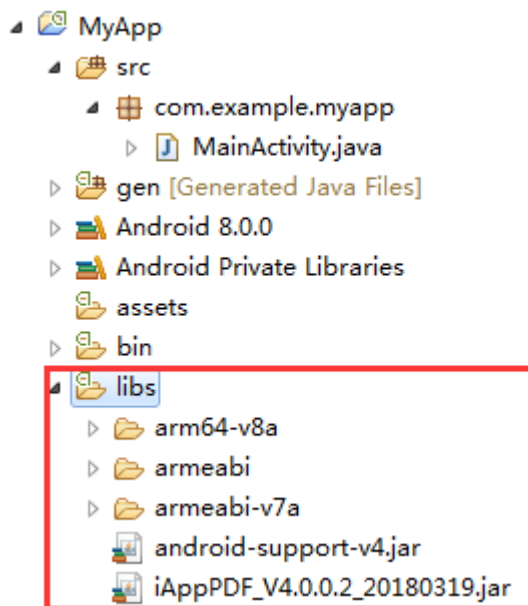 MyApp
src
com.example.myapp
MainActivity.java
gen [Generated Java Files]
Android 8.0.0
Android Private Libraries
assets
bin
libs
arm64-v8a
armeabi
armeabi-v7a
android-support-v4.jar
iAppPDF_V4.0.0.2_20180319.jar